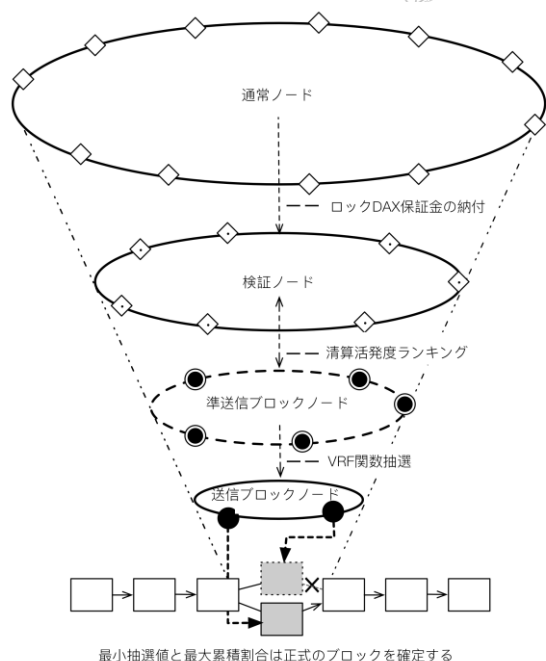 通常ノード
ロックDAX保証金の納付
検証ノード
清算活発度ランキング
準送信ブロックノード
VRF関数抽選
送信ブロックノード
最小抽選値と最大累積割合は正式のブロックを確定する